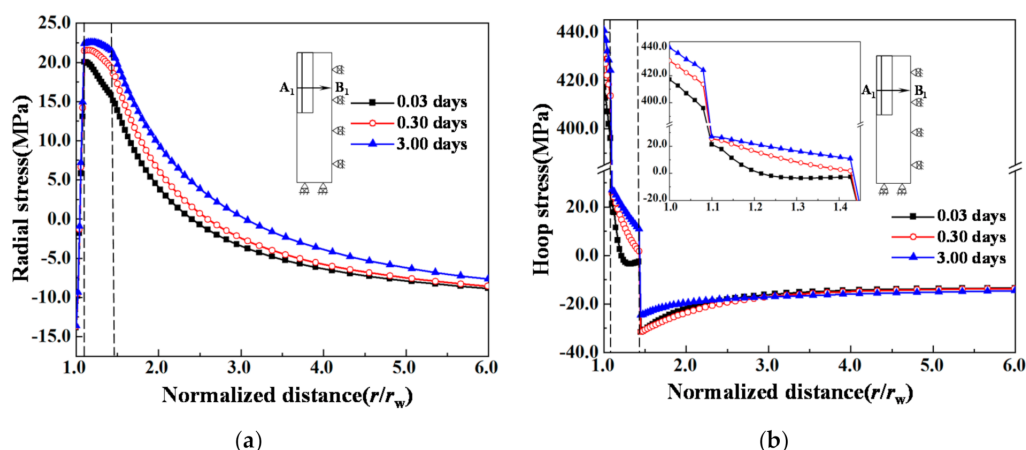 Radial stress(MPa)
25.0
20.0
15.0
10.0
5.0
0.0
-5.0
-10.0
-15.0
-17.5
A1 B1
0.03 days
0.30 days
3.00 days
1.0 2.0 3.0 4.0 5.0 6.0
Normalized distance(r/rw)
(a)
Hoop stress(MPa)
440.0
420.0
400.0
20.0
0.0
-20.0
-40.0
440.0
420.0
400.0
20.0
0.0
-20.0
1.0 1.1 1.2 1.3 1.4
A1 B1
0.03 days
0.30 days
3.00 days
1.0 2.0 3.0 4.0 5.0 6.0
Normalized distance(r/rw)
(b)